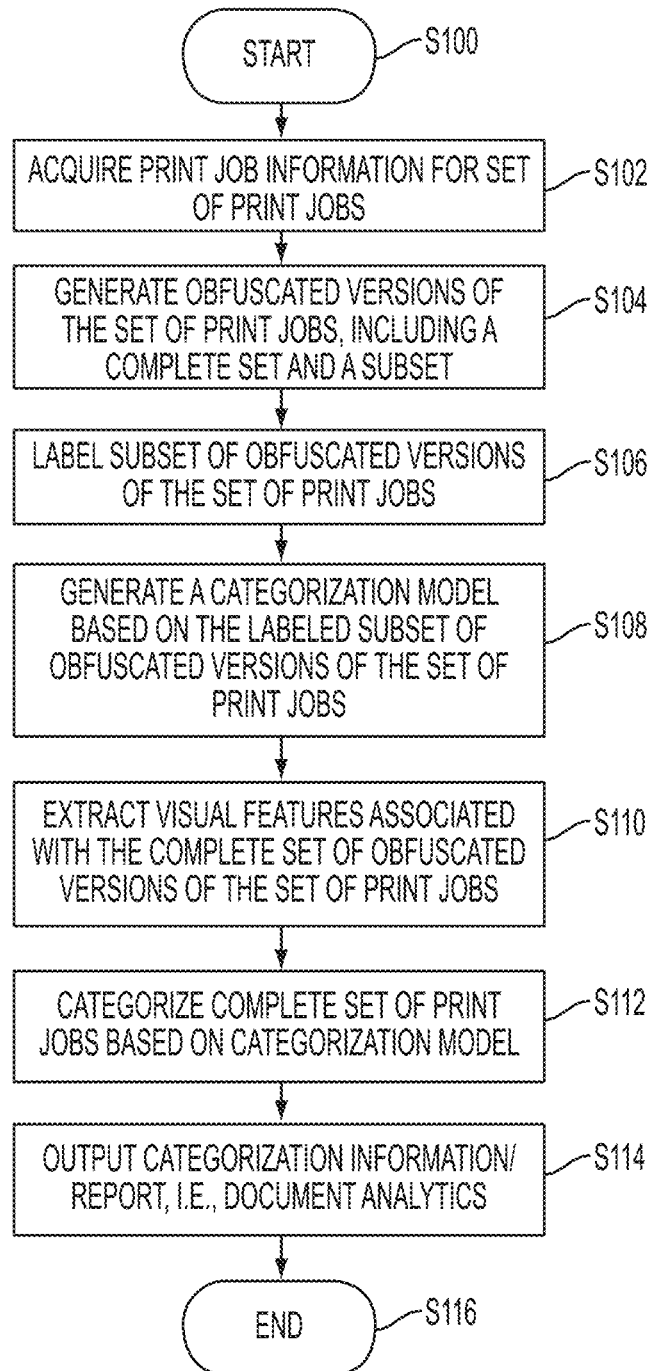 START
S100
ACQUIRE PRINT JOB INFORMATION FOR SET
OF PRINT JOBS
S102
GENERATE OBFUSCATED VERSIONS OF
THE SET OF PRINT JOBS, INCLUDING A
COMPLETE SET AND A SUBSET
S104
LABEL SUBSET OF OBFUSCATED VERSIONS
OF THE SET OF PRINT JOBS
S106
GENERATE A CATEGORIZATION MODEL
BASED ON THE LABELED SUBSET OF
OBFUSCATED VERSIONS OF THE SET OF
PRINT JOBS
S108
EXTRACT VISUAL FEATURES ASSOCIATED
WITH THE COMPLETE SET OF OBFUSCATED
VERSIONS OF THE SET OF PRINT JOBS
S110
CATEGORIZE COMPLETE SET OF PRINT
JOBS BASED ON CATEGORIZATION MODEL
S112
OUTPUT CATEGORIZATION INFORMATION/
REPORT, I.E., DOCUMENT ANALYTICS
S114
END
S116